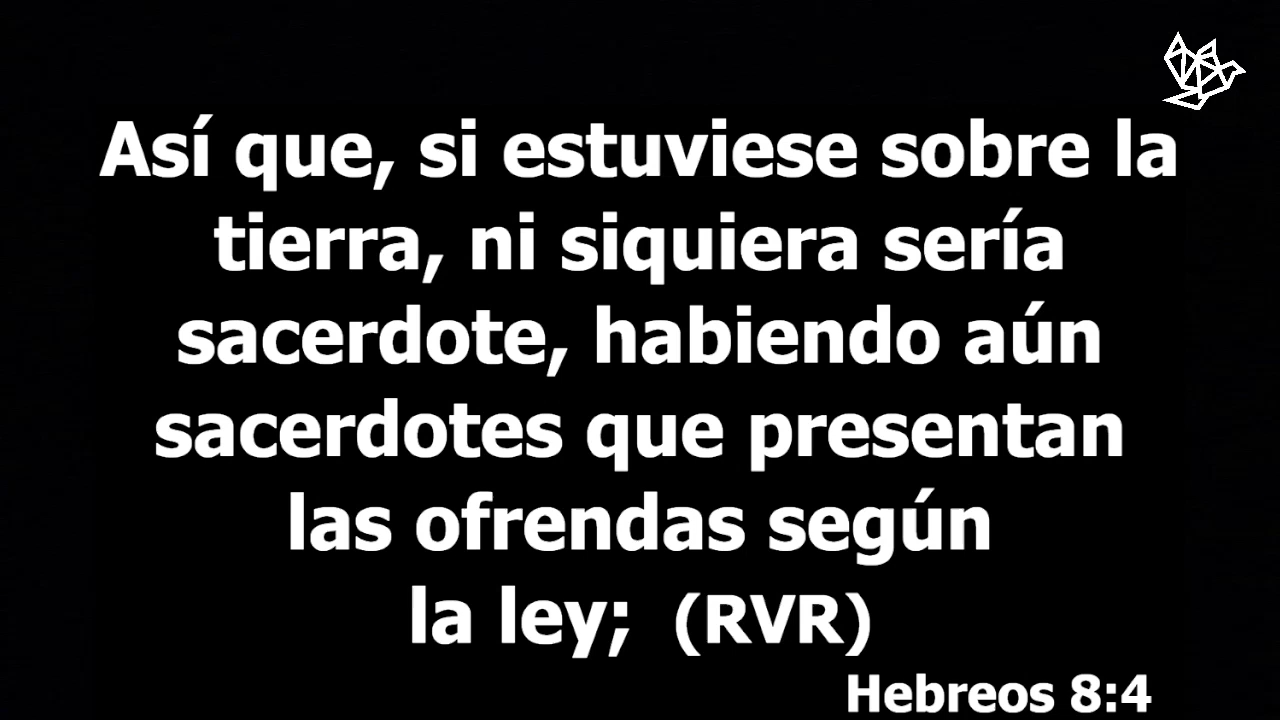 Así que, si estuviese sobre la
tierra, ni siquiera sería
sacerdote, habiendo aún
sacerdotes que presentan
las ofrendas según
la ley; (RVR)
Hebreos 8:4